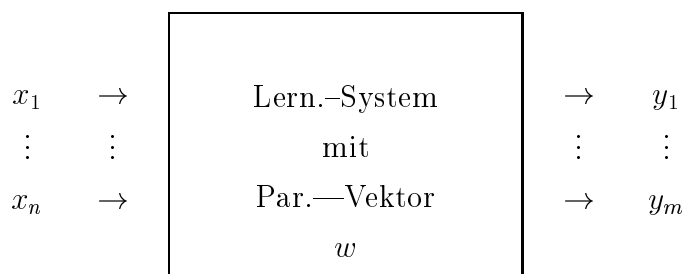 x₁ → Lern.–System → y₁
⋮ ⋮ mit ⋮ ⋮
xₙ → Par.—Vektor → yₘ
w